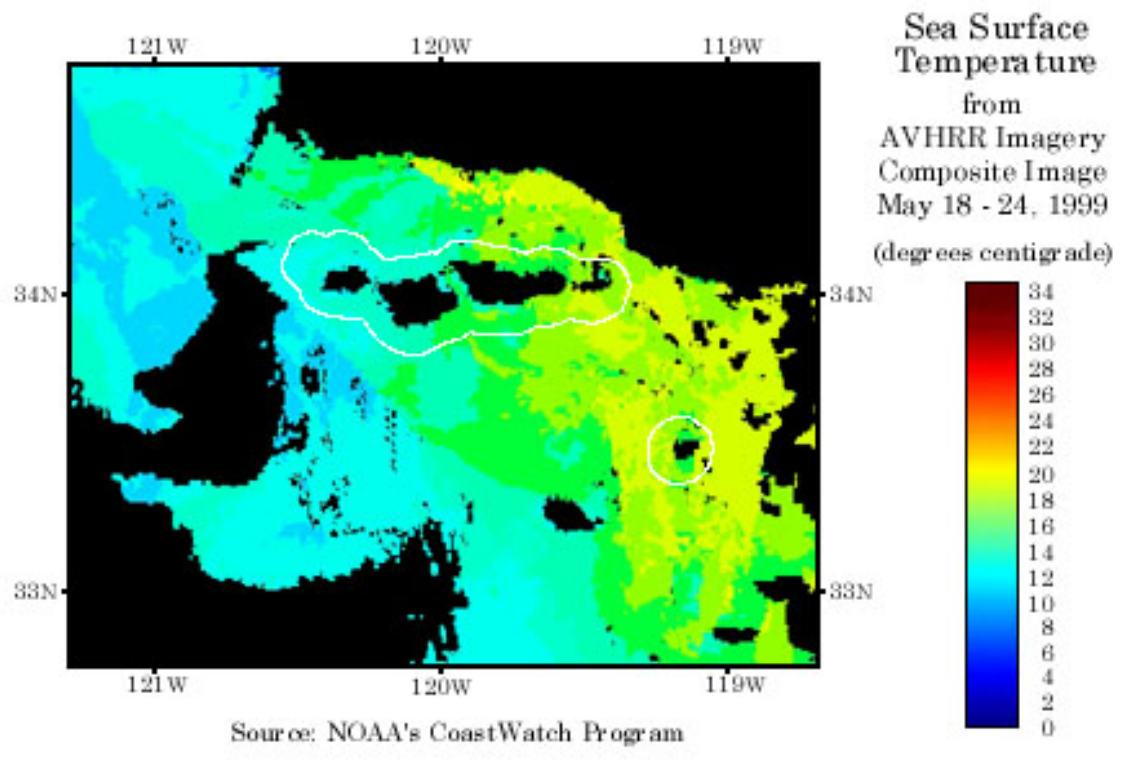 Sea Surface
Temperature
from
AVHRR Imagery
Composite Image
May 18 - 24, 1999
(degrees centigrade)
121W 120W 119W
34N 34N
33N 33N
121W 120W 119W
34
32
30
28
26
24
22
20
18
16
14
12
10
8
6
4
2
0
Source: NOAA's CoastWatch Program